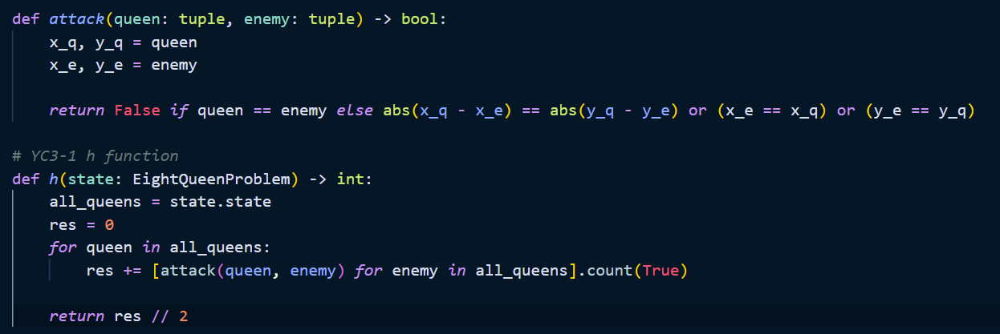 def attack(queen: tuple, enemy: tuple) -> bool:
    x_q, y_q = queen
    x_e, y_e = enemy
    return False if queen == enemy else abs(x_q - x_e) == abs(y_q - y_e) or (x_e == x_q) or (y_e == y_q)
# YC3-1 h function
def h(state: EightQueenProblem) -> int:
    all_queens = state.state
    res = 0
    for queen in all_queens:
        res += [attack(queen, enemy) for enemy in all_queens].count(True)
    return res // 2